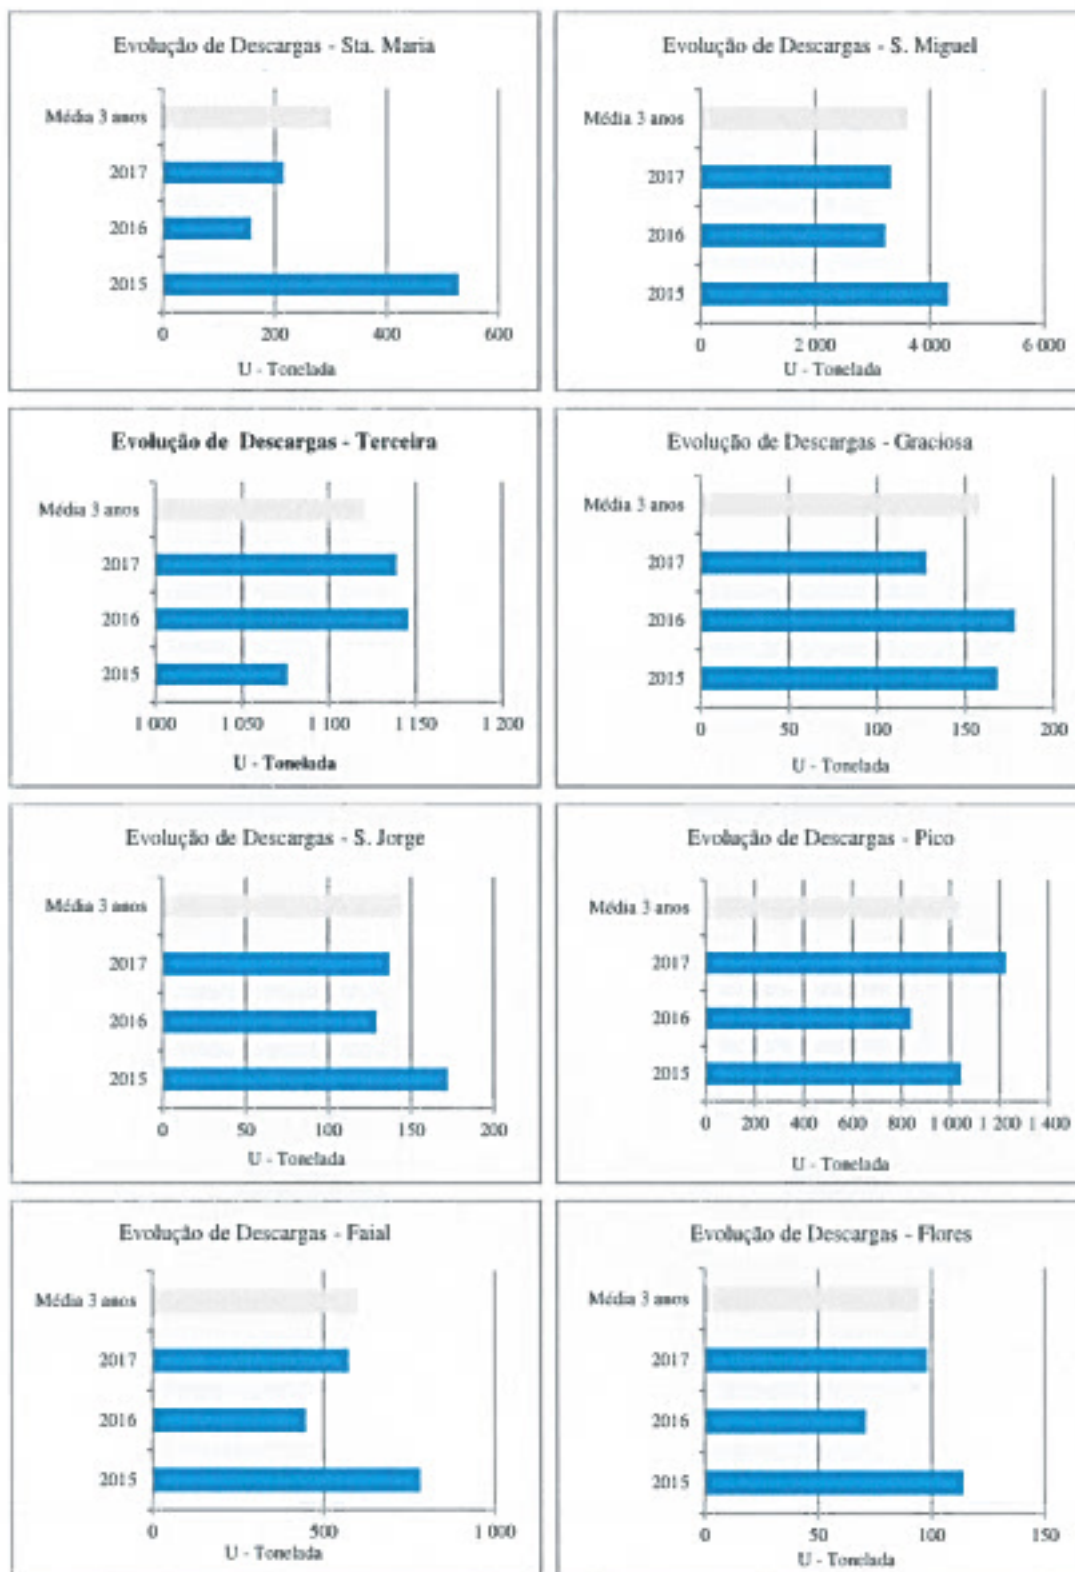 Evolução de Descargas - Sta. Maria
Média 3 anos
2017
2016
2015
0 200 400 600
U - Tonelada
Evolução de Descargas - S. Miguel
Média 3 anos
2017
2016
2015
0 2 000 4 000 6 000
U - Tonelada
Evolução de Descargas - Terceira
Média 3 anos
2017
2016
2015
1 000 1 050 1 100 1 150 1 200
U - Tonelada
Evolução de Descargas - Graciosa
Média 3 anos
2017
2016
2015
0 50 100 150 200
U - Tonelada
Evolução de Descargas - S. Jorge
Média 3 anos
2017
2016
2015
0 50 100 150 200
U - Tonelada
Evolução de Descargas - Pico
Média 3 anos
2017
2016
2015
0 200 400 600 800 1 000 1 200 1 400
U - Tonelada
Evolução de Descargas - Faial
Média 3 anos
2017
2016
2015
0 500 1 000
U - Tonelada
Evolução de Descargas - Flores
Média 3 anos
2017
2016
2015
0 50 100 150
U - Tonelada